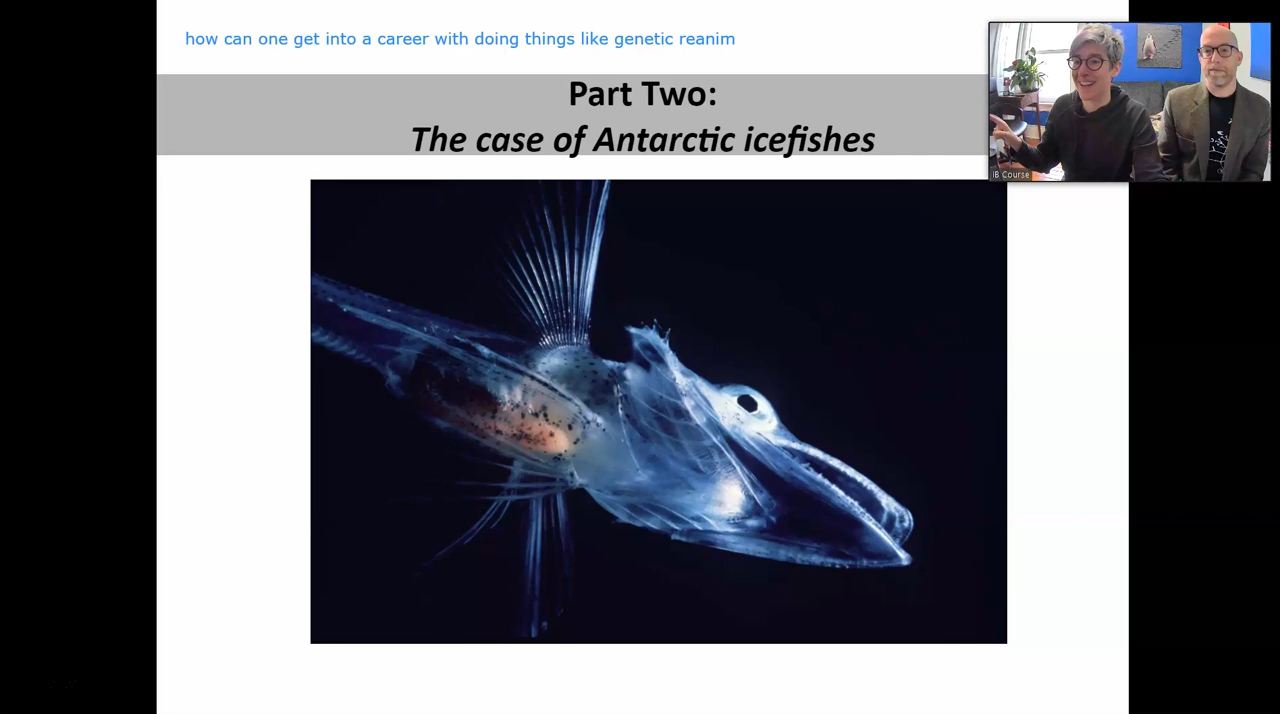 how can one get into a career with doing things like genetic reanim
Part Two:
The case of Antarctic icefishes
IB Course